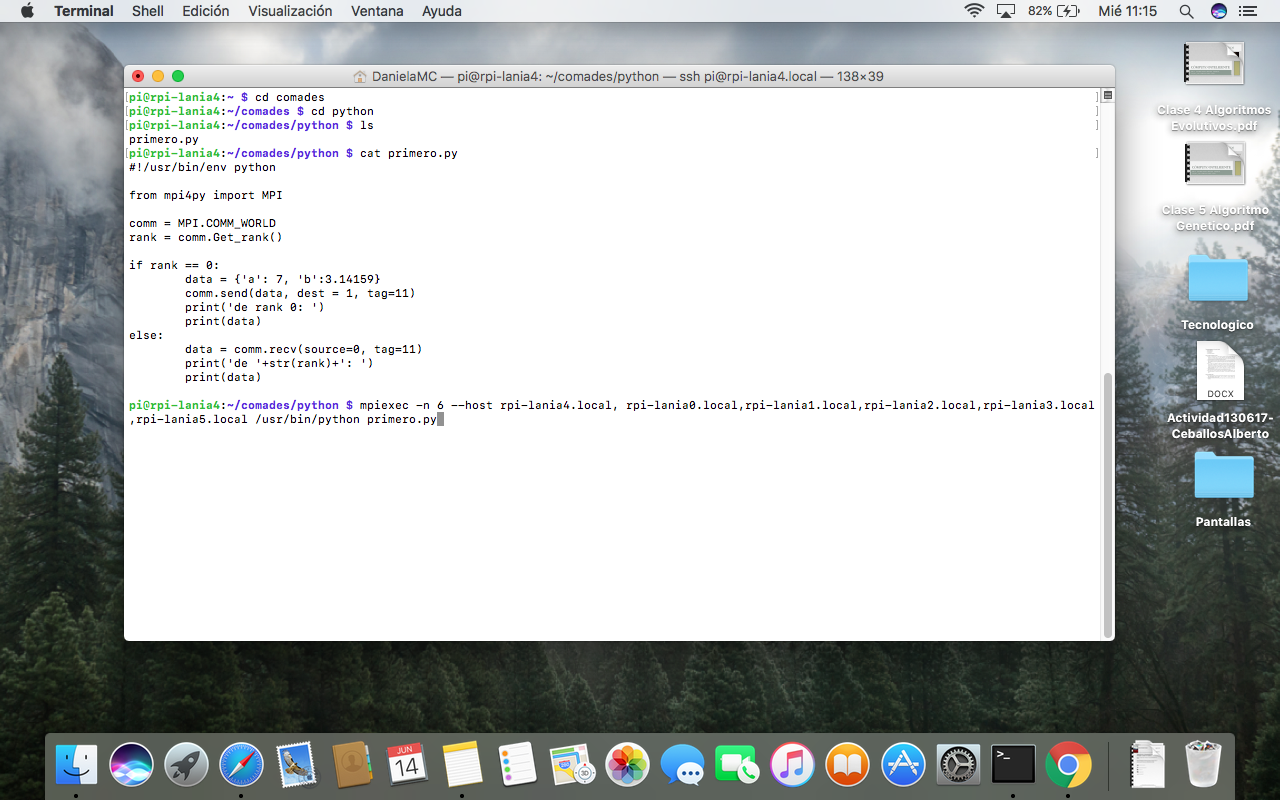 Terminal Shell Edición Visualización Ventana Ayuda 82% Mié 11:15
DanielaMC — pi@rpi-lania4: ~/comades/python — ssh pi@rpi-lania4.local — 138×39
[pi@rpi-lania4:~ $ cd comades ]
[pi@rpi-lania4:~/comades $ cd python ]
[pi@rpi-lania4:~/comades/python $ ls ]
primero.py
[pi@rpi-lania4:~/comades/python $ cat primero.py ]
#!/usr/bin/env python
from mpi4py import MPI
comm = MPI.COMM_WORLD
rank = comm.Get_rank()
if rank == 0:
data = {'a': 7, 'b':3.14159}
comm.send(data, dest = 1, tag=11)
print('de rank 0: ')
print(data)
else:
data = comm.recv(source=0, tag=11)
print('de '+str(rank)+': ')
print(data)
pi@rpi-lania4:~/comades/python $ mpiexec -n 6 --host rpi-lania4.local, rpi-lania0.local,rpi-lania1.local,rpi-lania2.local,rpi-lania3.local
,rpi-lania5.local /usr/bin/python primero.py
Clase 4 Algoritmos
Evolutivos.pdf
Clase 5 Algoritmo
Genetico.pdf
Tecnologico
DOCX
Actividad130617-
CeballosAlberto
Pantallas
JUN
14
3D
>_